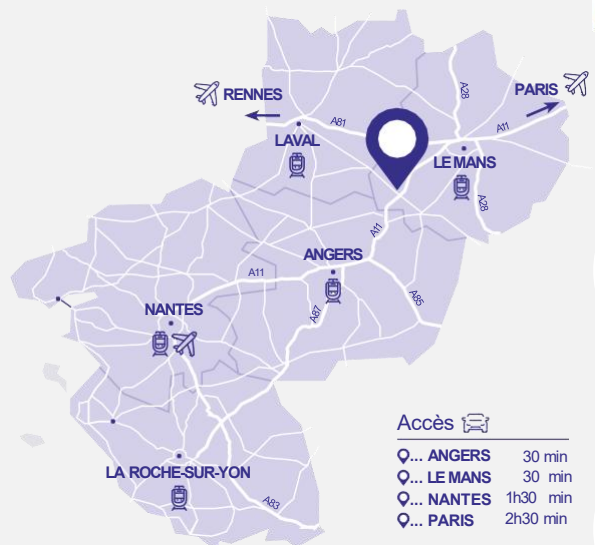 A28
PARIS
RENNES
A81
A11
LAVAL
LE MANS
A28
A11
ANGERS
A11
A85
A87
NANTES
Accès
... ANGERS 30 min
... LE MANS 30 min
... NANTES 1h30 min
... PARIS 2h30 min
LA ROCHE-SUR-YON
A83